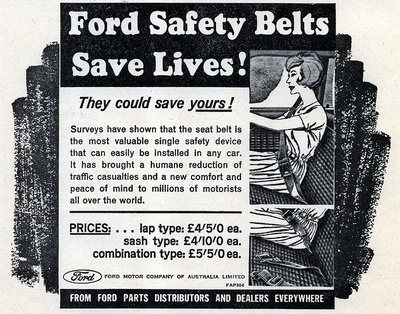 Ford Safety Belts
Save Lives!
They could save yours!
Surveys have shown that the seat belt is
the most valuable single safety device
that can easily be installed in any car.
It has brought a humane reduction of
traffic casualties and a new comfort and
peace of mind to millions of motorists
all over the world.
PRICES: . . . lap type: £4/5/0 ea.
sash type: £4/10/0 ea.
combination type: £5/5/0 ea.
Ford FORD MOTOR COMPANY OF AUSTRALIA LIMITED
FAP304
FROM FORD PARTS DISTRIBUTORS AND DEALERS EVERYWHERE